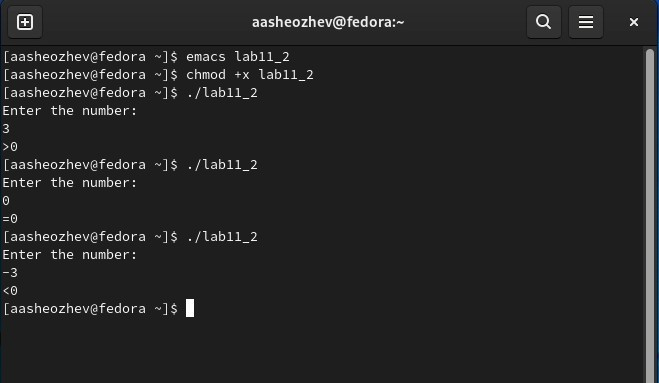 aasheozhev@fedora:~
[aasheozhev@fedora ~]$ emacs lab11_2
[aasheozhev@fedora ~]$ chmod +x lab11_2
[aasheozhev@fedora ~]$ ./lab11_2
Enter the number:
3
>0
[aasheozhev@fedora ~]$ ./lab11_2
Enter the number:
0
=0
[aasheozhev@fedora ~]$ ./lab11_2
Enter the number:
-3
<0
[aasheozhev@fedora ~]$